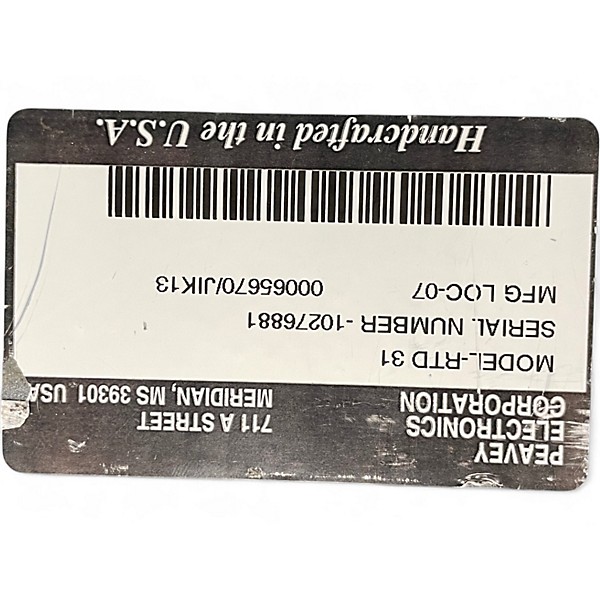 PEAVEY
ELECTRONICS
CORPORATION
711 A STREET
MERIDIAN, MS 39301 USA
MODEL-RTD 31
SERIAL NUMBER -10276881
MFG LOC-07 00065670/JIK13
Handcrafted in the U.S.A.